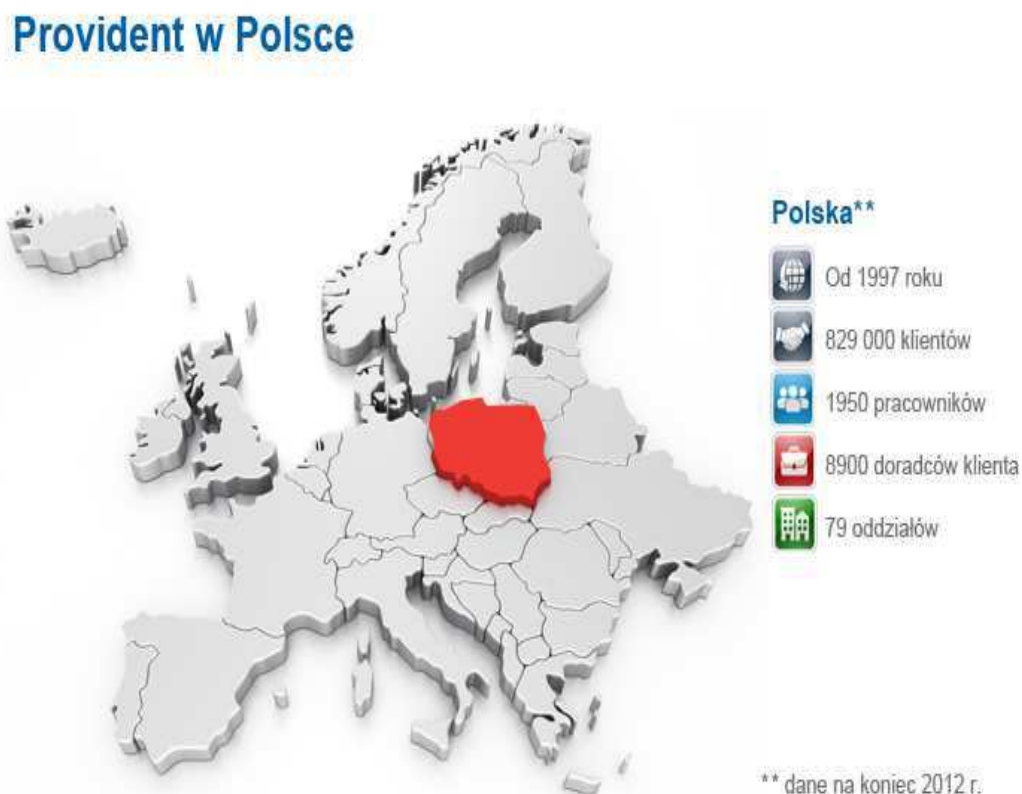 Provident w Polsce
Polska**
Od 1997 roku
829 000 klientów
1950 pracowników
8900 doradców klienta
79 oddziałów
** dane na koniec 2012 r.